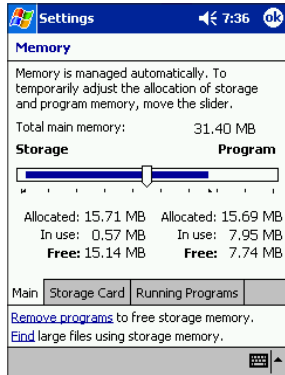 Settings 7:36 ok
Memory
Memory is managed automatically. To
temporarily adjust the allocation of storage
and program memory, move the slider.
Total main memory: 31.40 MB
Storage Program
Allocated: 15.71 MB Allocated: 15.69 MB
In use: 0.57 MB In use: 7.95 MB
Free: 15.14 MB Free: 7.74 MB
Main Storage Card Running Programs
Remove programs to free storage memory.
Find large files using storage memory.